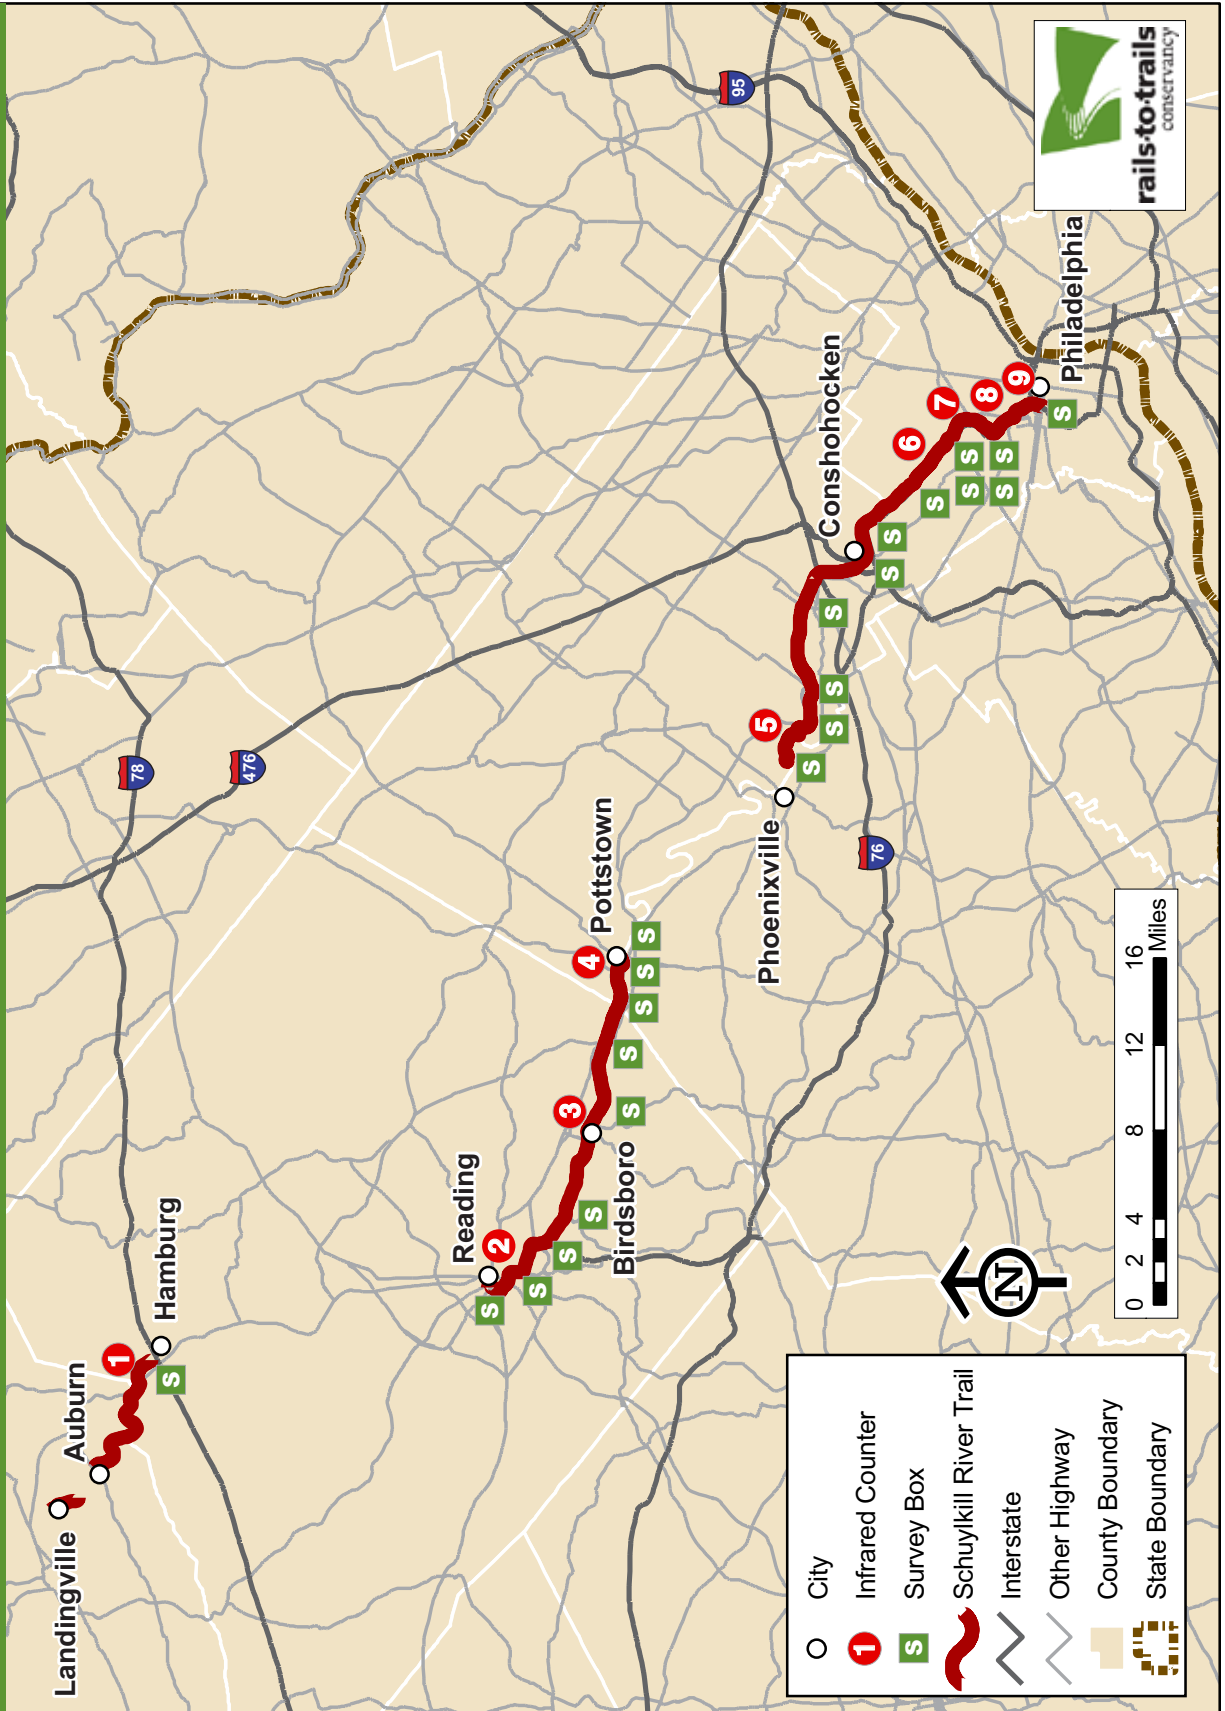 Landingville
Auburn
1
Hamburg
S
78
476
95
Reading
2
S
S
S
S
Birdsboro
3
S
S
S
S
S
4
Pottstown
Phoenixville
5
S
S
S
S
76
Conshohocken
S
S
6
7
8
9
S
S
S
S
S
S
Philadelphia
City
1 Infrared Counter
S Survey Box
Schuylkill River Trail
Interstate
Other Highway
County Boundary
State Boundary
N
0 2 4 8 12 16
Miles
rails·to·trails
conservancy